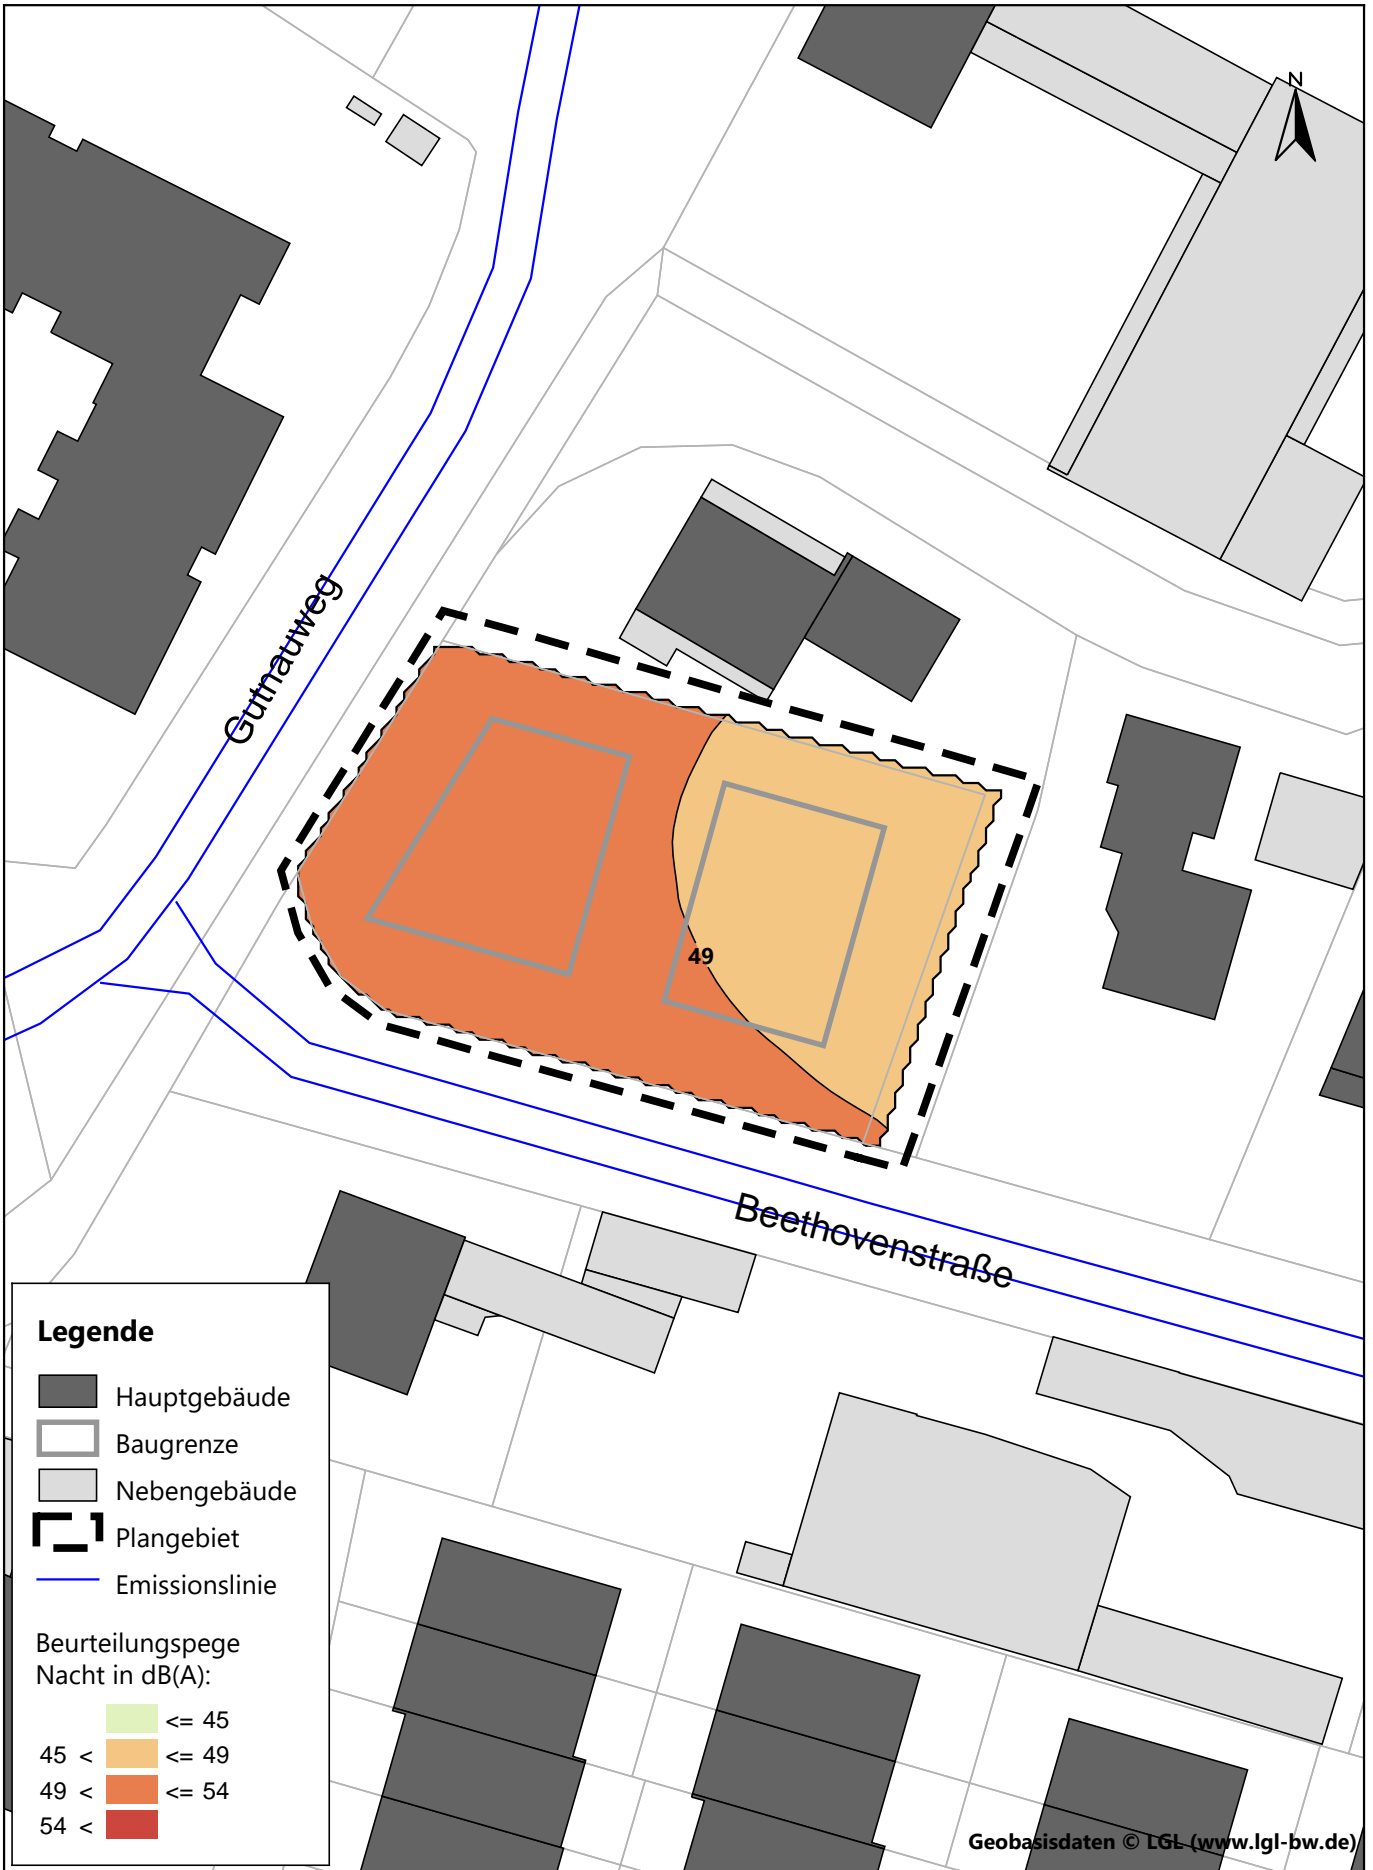 N
Gutnauweg
49
Beethovenstraße
Legende
Hauptgebäude
Baugrenze
Nebengebäude
Plangebiet
Emissionslinie
Beurteilungspege
Nacht in dB(A):
<= 45
45 < <= 49
49 < <= 54
54 <
Geobasisdaten © LGL (www.lgl-bw.de)